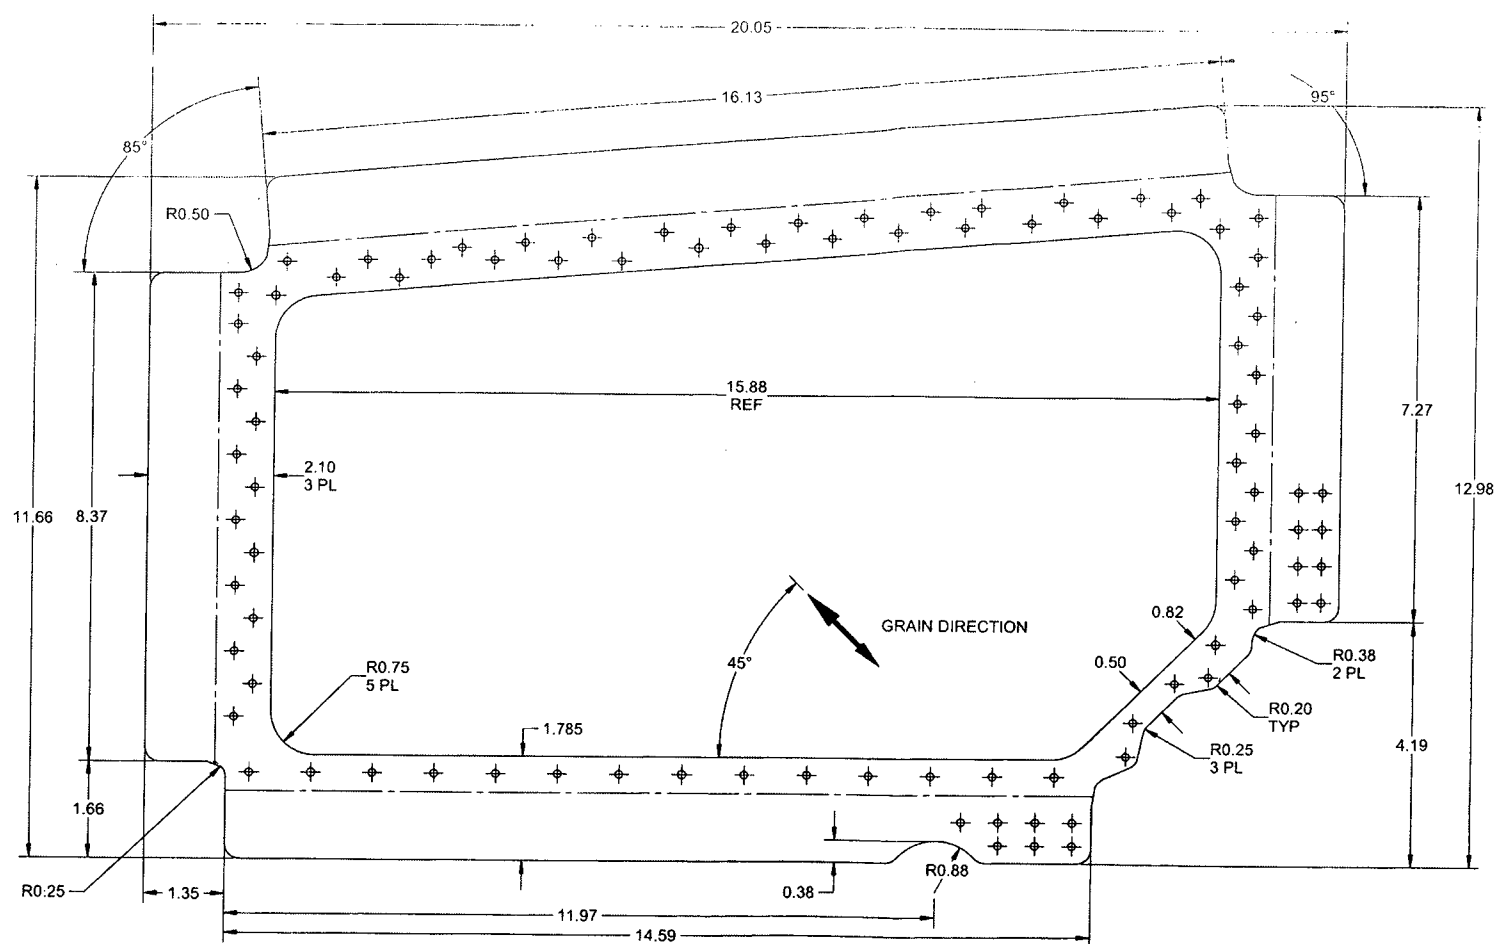 20.05
16.13
95°
85°
R0.50
15.88
REF
7.27
2.10
3 PL
12.98
11.66
8.37
GRAIN DIRECTION
0.82
45°
R0.75
5 PL
0.50
R0.38
2 PL
R0.20
TYP
1.785
R0.25
3 PL
4.19
1.66
R0.88
R0:25
1.35
0.38
11.97
14.59